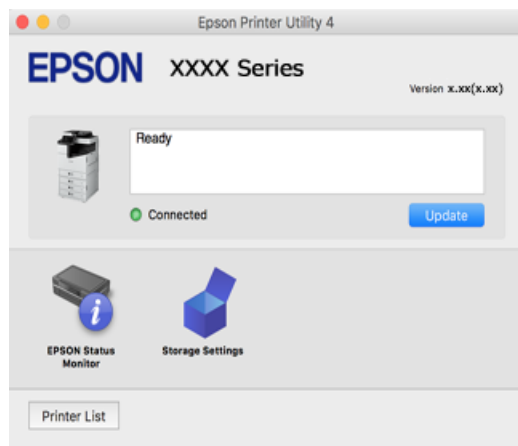 Epson Printer Utility 4
EPSON XXXX Series
Version x.xx(x.xx)
Ready
Connected
Update
EPSON Status
Monitor
Storage Settings
Printer List